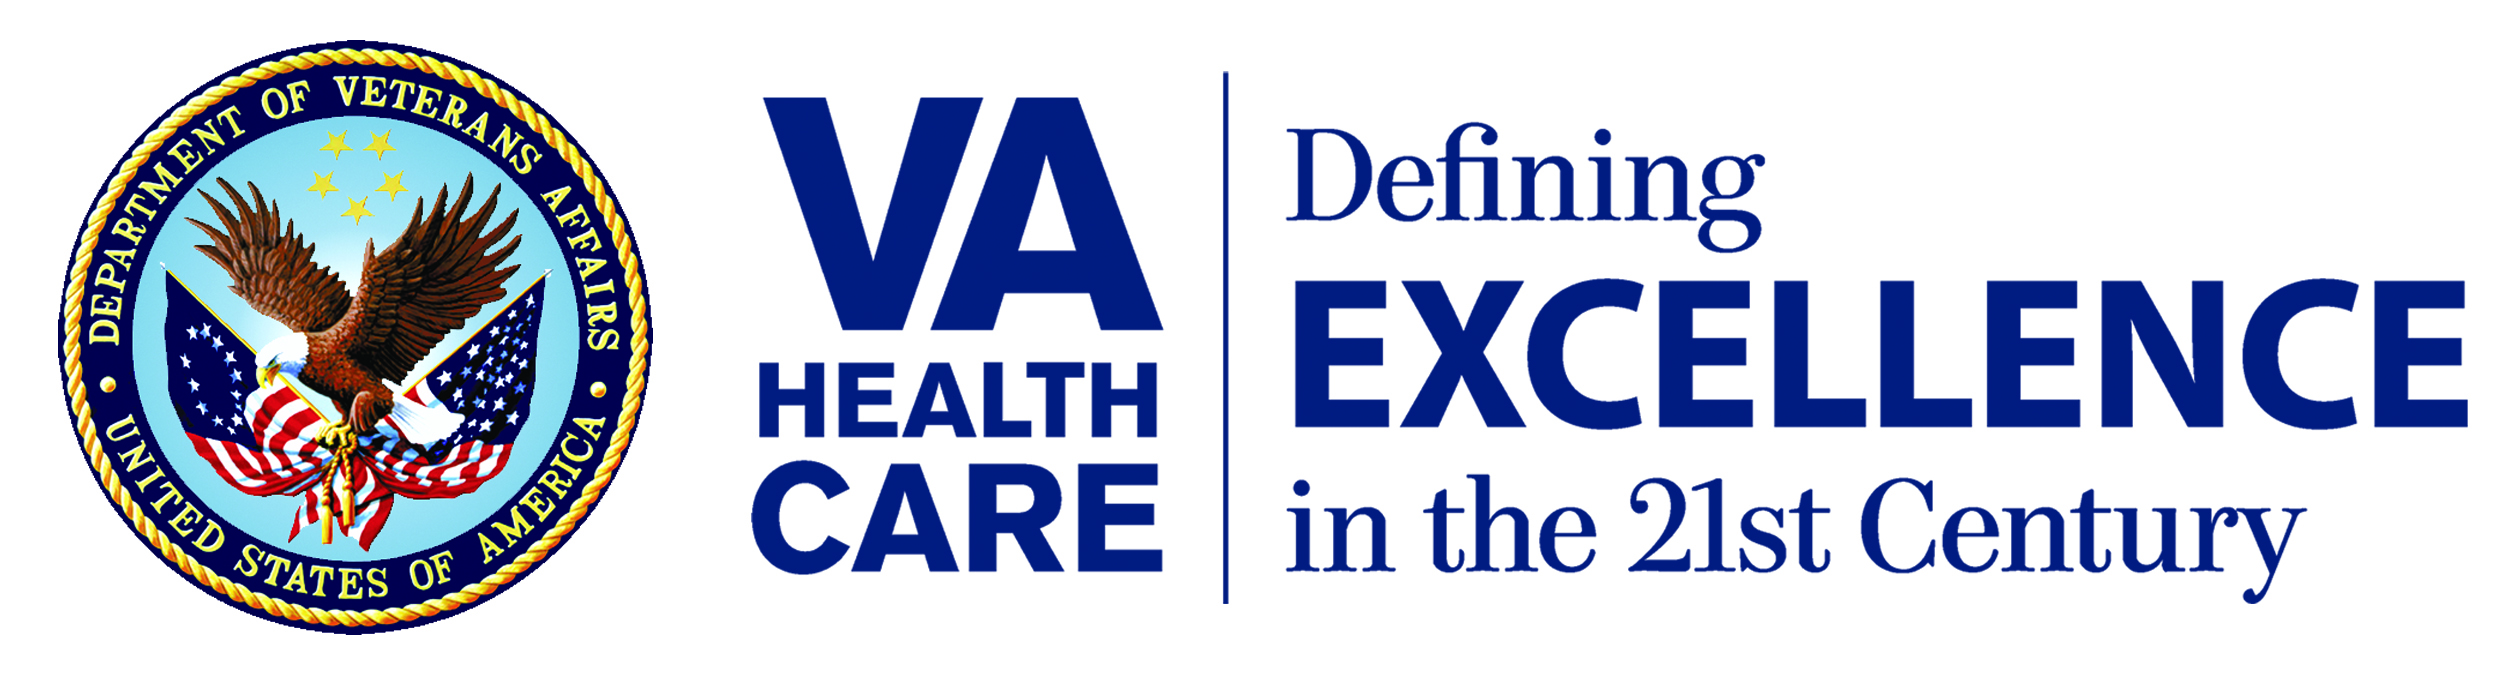 DEPARTMENT OF VETERANS AFFAIRS
UNITED STATES OF AMERICA
VA
HEALTH
CARE
Defining
EXCELLENCE
in the 21st Century